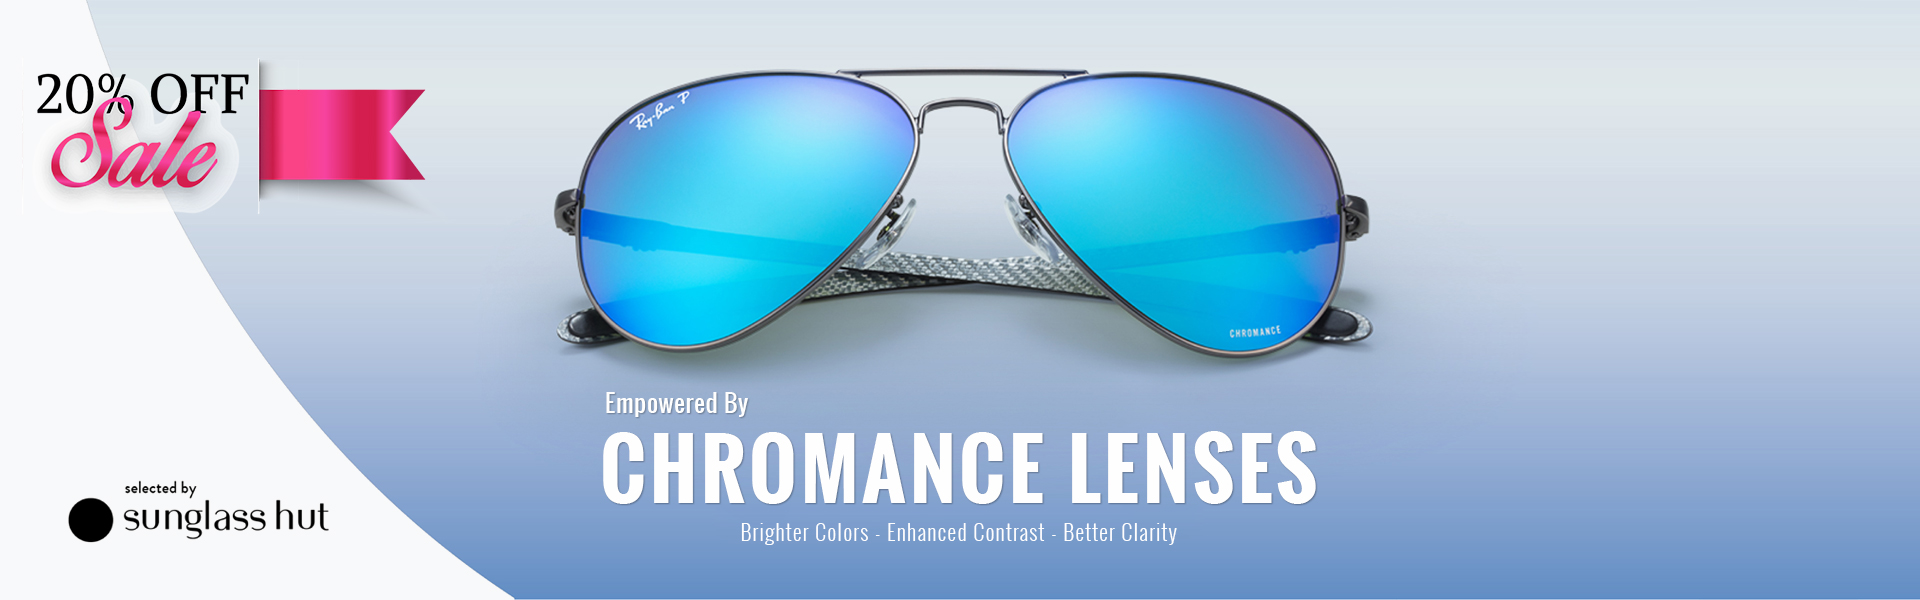 20% OFF
Sale
Ray-Ban P
CHROMANCE
Empowered By
CHROMANCE LENSES
Brighter Colors - Enhanced Contrast - Better Clarity
selected by
sunglass hut